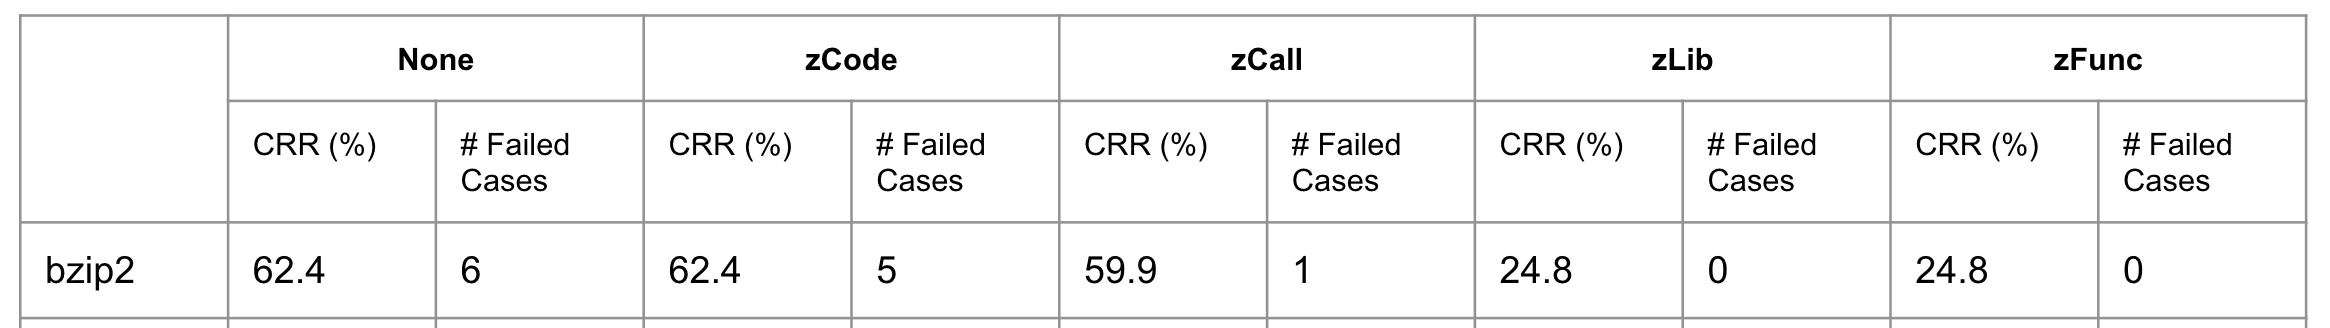 None zCode zCall zLib zFunc
CRR (%) # Failed Cases CRR (%) # Failed Cases CRR (%) # Failed Cases CRR (%) # Failed Cases CRR (%) # Failed Cases
bzip2 62.4 6 62.4 5 59.9 1 24.8 0 24.8 0